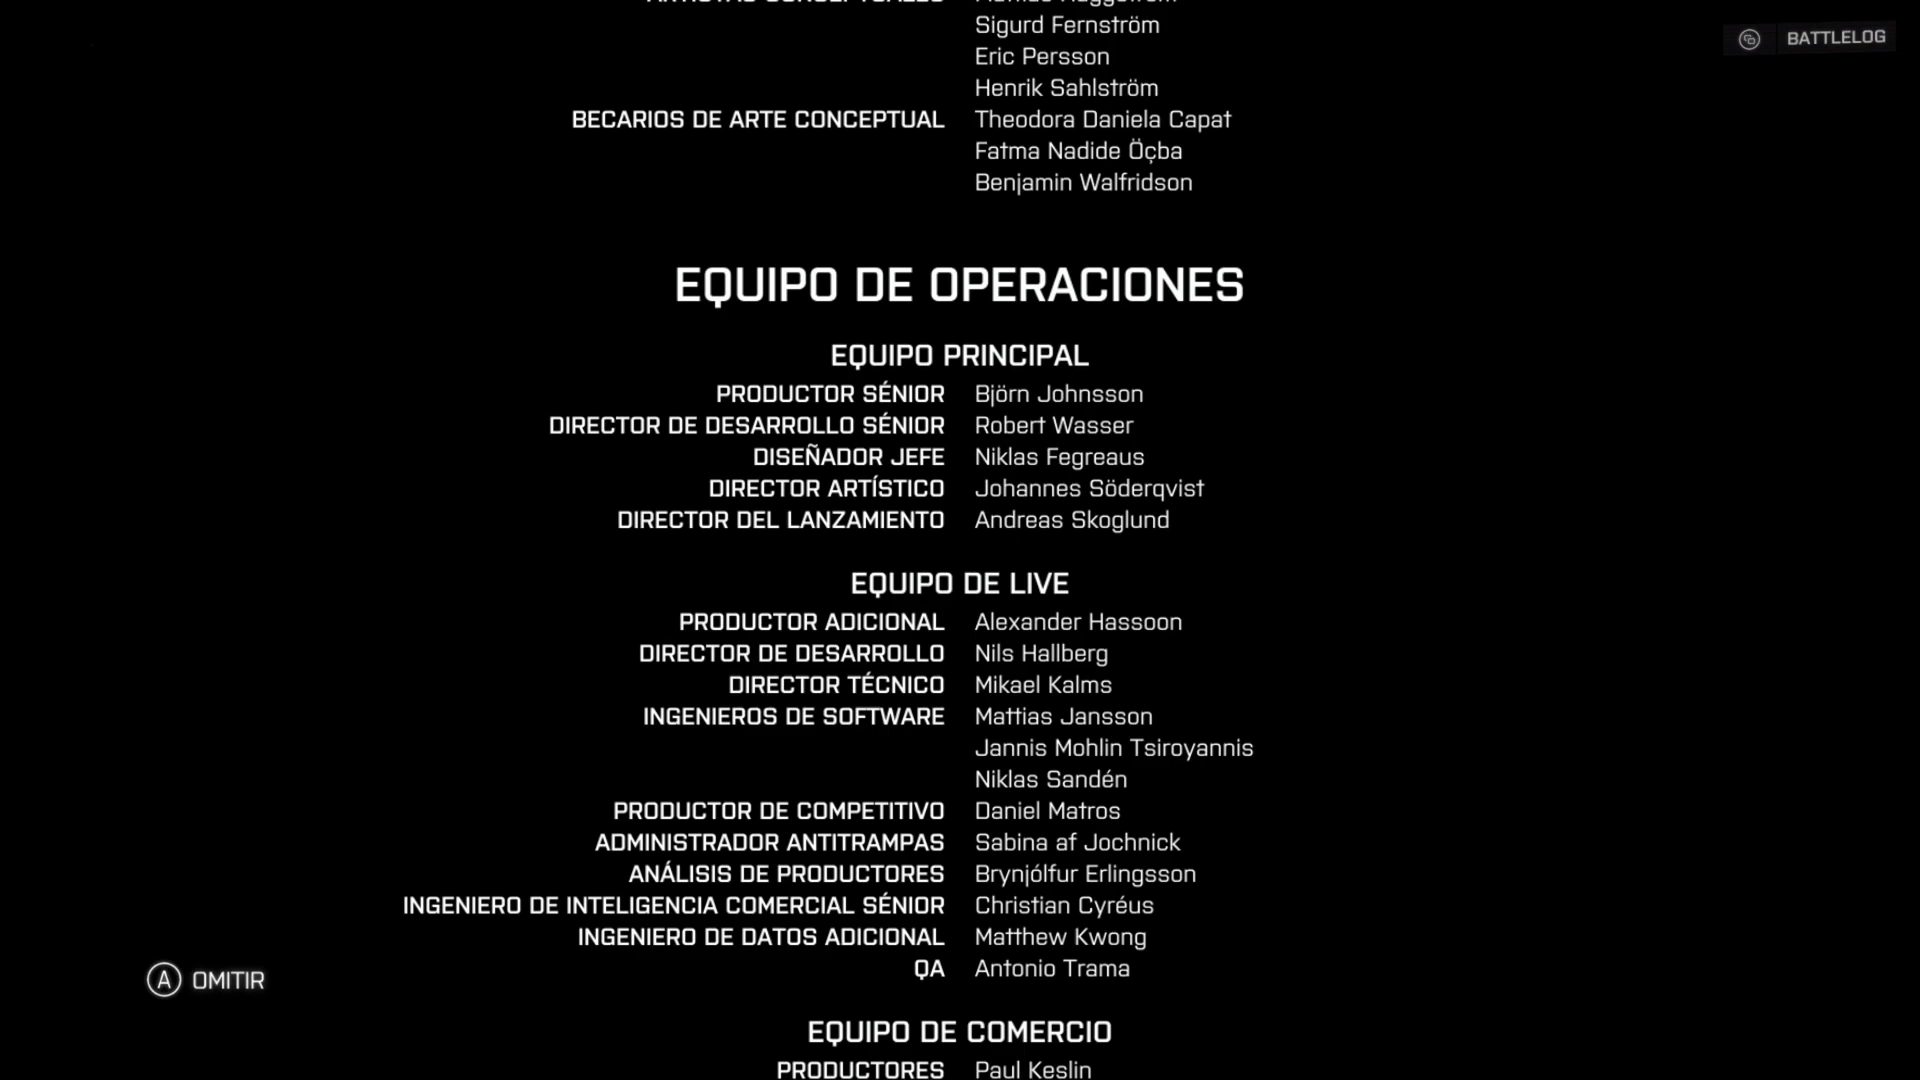 Sigurd Fernström
BATTLELOG
Eric Persson
Henrik Sahlström
BECARIOS DE ARTE CONCEPTUAL Theodora Daniela Capat
Fatma Nadide Öçba
Benjamin Walfridson
EQUIPO DE OPERACIONES
EQUIPO PRINCIPAL
PRODUCTOR SÉNIOR Björn Johnsson
DIRECTOR DE DESARROLLO SÉNIOR Robert Wasser
DISEÑADOR JEFE Niklas Fegreaus
DIRECTOR ARTÍSTICO Johannes Söderqvist
DIRECTOR DEL LANZAMIENTO Andreas Skoglund
EQUIPO DE LIVE
PRODUCTOR ADICIONAL Alexander Hassoon
DIRECTOR DE DESARROLLO Nils Hallberg
DIRECTOR TÉCNICO Mikael Kalms
INGENIEROS DE SOFTWARE Mattias Jansson
Jannis Mohlin Tsiroyannis
Niklas Sandén
PRODUCTOR DE COMPETITIVO Daniel Matros
ADMINISTRADOR ANTITRAMPAS Sabina af Jochnick
ANÁLISIS DE PRODUCTORES Brynjólfur Erlingsson
INGENIERO DE INTELIGENCIA COMERCIAL SÉNIOR Christian Cyréus
INGENIERO DE DATOS ADICIONAL Matthew Kwong
QA Antonio Trama
A OMITIR
EQUIPO DE COMERCIO
PRODUCTORES Paul Keslin